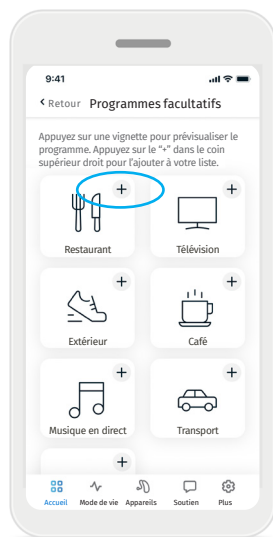 9:41
Retour Programmes facultatifs
Appuyez sur une vignette pour prévisualiser le
programme. Appuyez sur le “+” dans le coin
supérieur droit pour l’ajouter à votre liste.
+ +
Restaurant Télévision
+ +
Extérieur Café
+ +
Musique en direct Transport
+
Accueil Mode de vie Appareils Soutien Plus